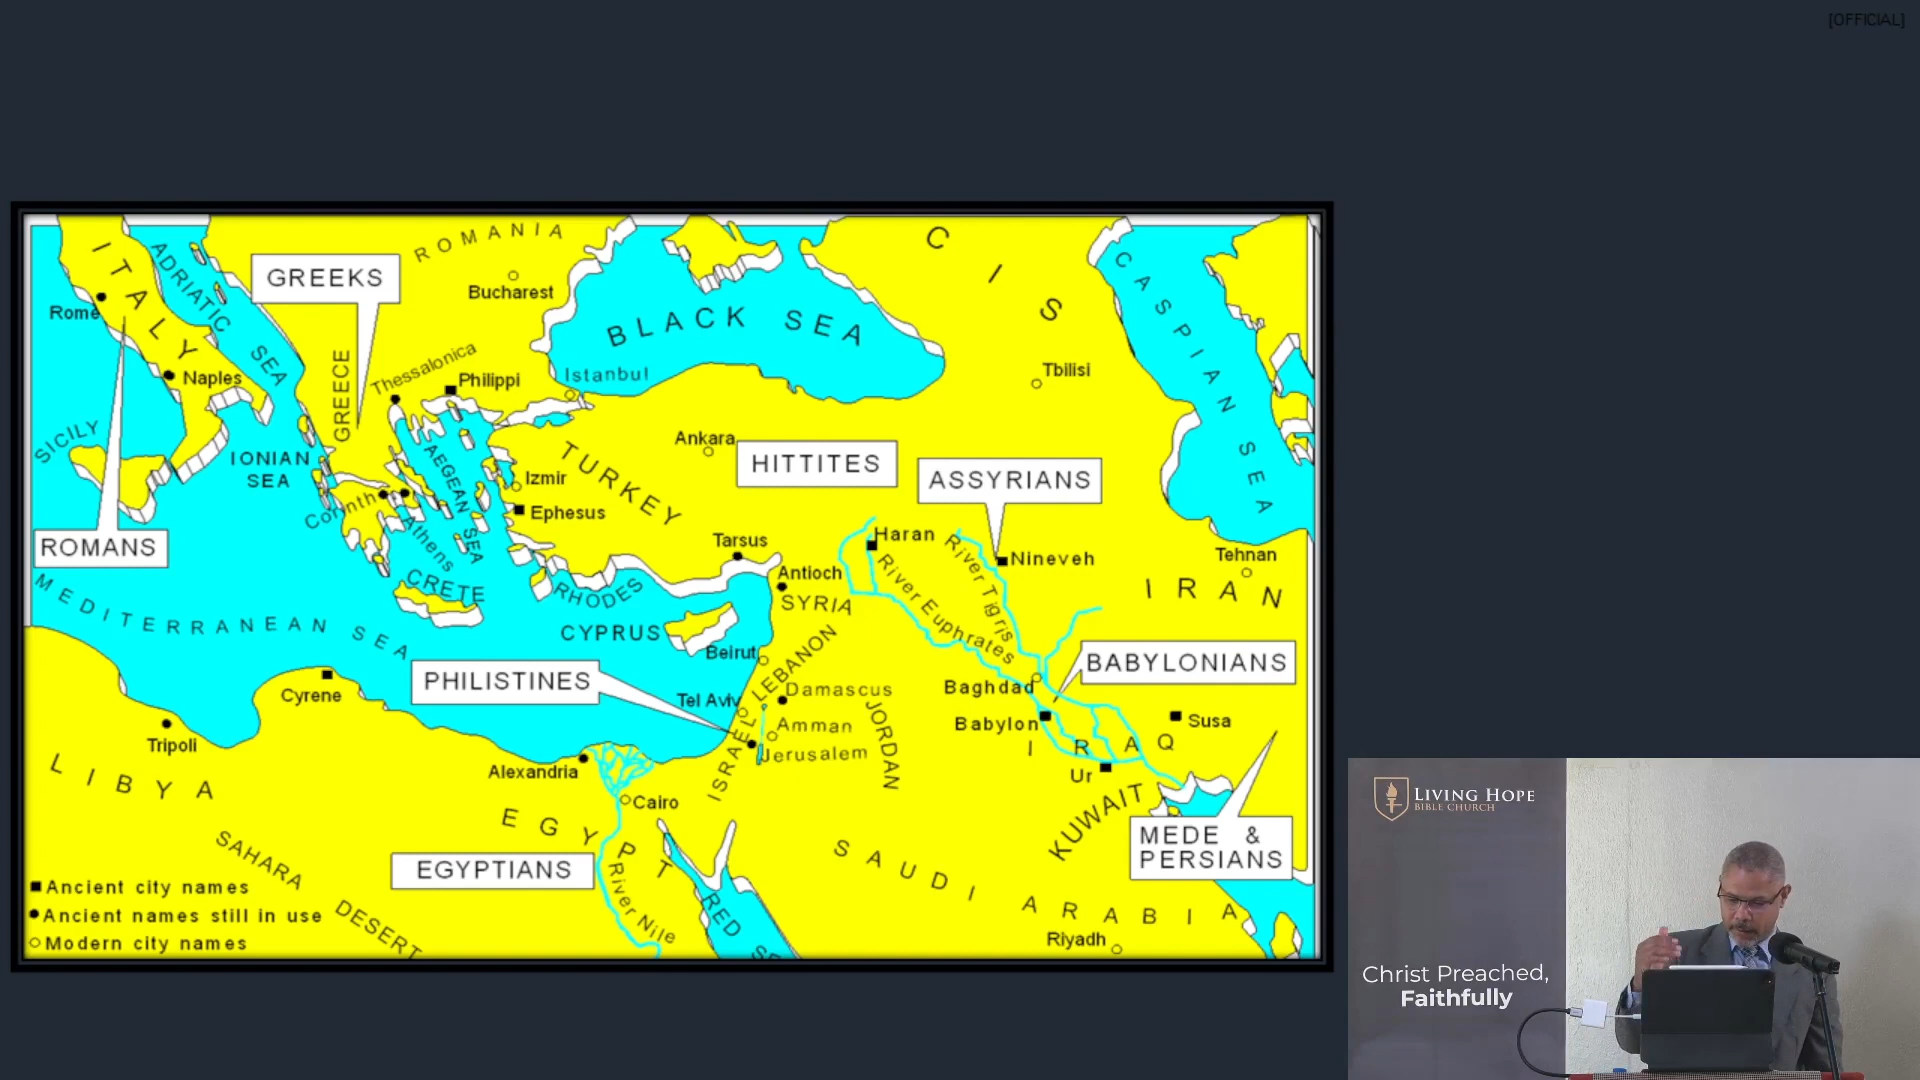 [OFFICIAL]
ROMANIA
CIS
ITALY
ADRIATIC SEA
GREEKS
CASPIAN SEA
Bucharest
Rome
BLACK SEA
GREECE
Thessalonica
Philippi
Istanbul
Tbilisi
Naples
SICILY
Ankara
IONIAN
SEA
AEGEAN SEA
TURKEY
HITTITES
ASSYRIANS
Izmir
Corinth
Ephesus
Athens
ROMANS
Tarsus
Haran
River Tigris
Nineveh
Tehnan
Antioch
SYRIA
River Euphrates
IRAN
CRETE
RHODES
MEDITERRANEAN SEA
CYPRUS
Beirut
LEBANON
BABYLONIANS
PHILISTINES
Cyrene
Tel Aviv
Damascus
Baghdad
JORDAN
Babylon
Susa
Amman
Tripoli
ISRAEL
Jerusalem
IRAQ
LIBYA
Alexandria
Ur
Cairo
KUWAIT
EGYPT
MEDE &
PERSIANS
SAHARA DESERT
EGYPTIANS
SAUDI ARABIA
River Nile
RED SE
Riyadh
Ancient city names
Ancient names still in use
Modern city names
LIVING HOPE
BIBLE CHURCH
Christ Preached,
Faithfully